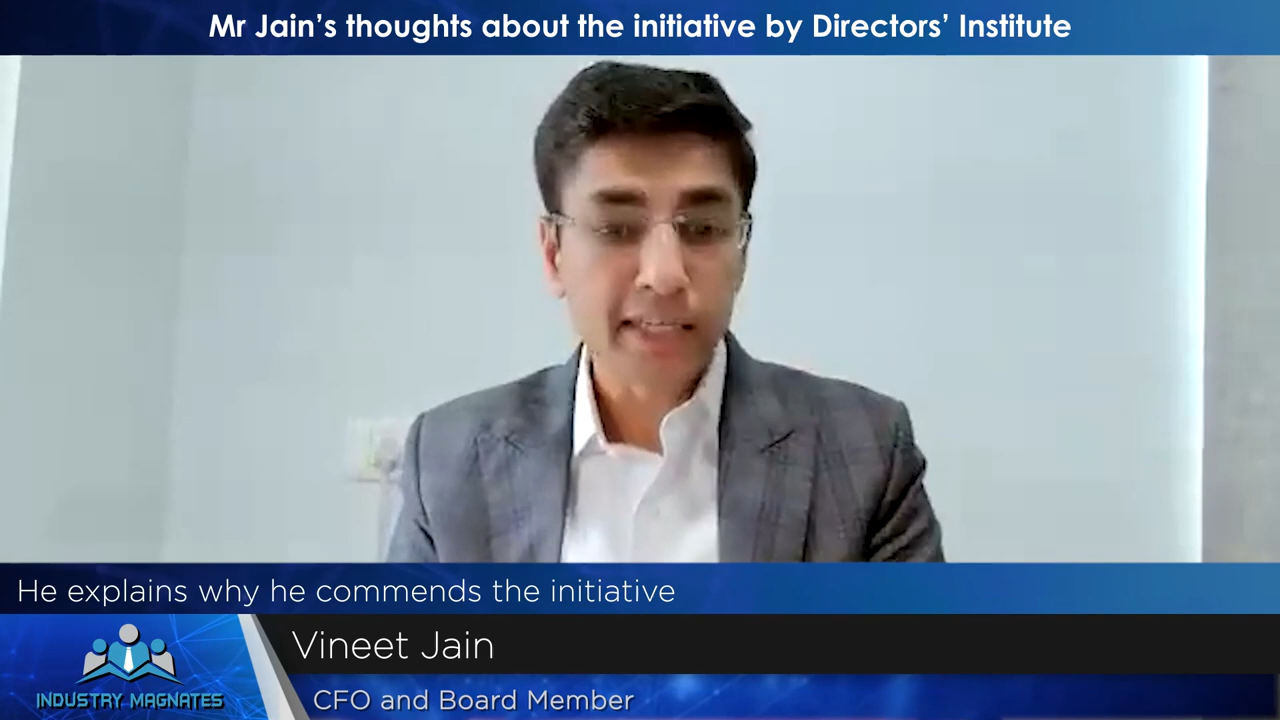 Mr Jain’s thoughts about the initiative by Directors’ Institute
He explains why he commends the initiative
Vineet Jain
INDUSTRY MAGNATES
CFO and Board Member